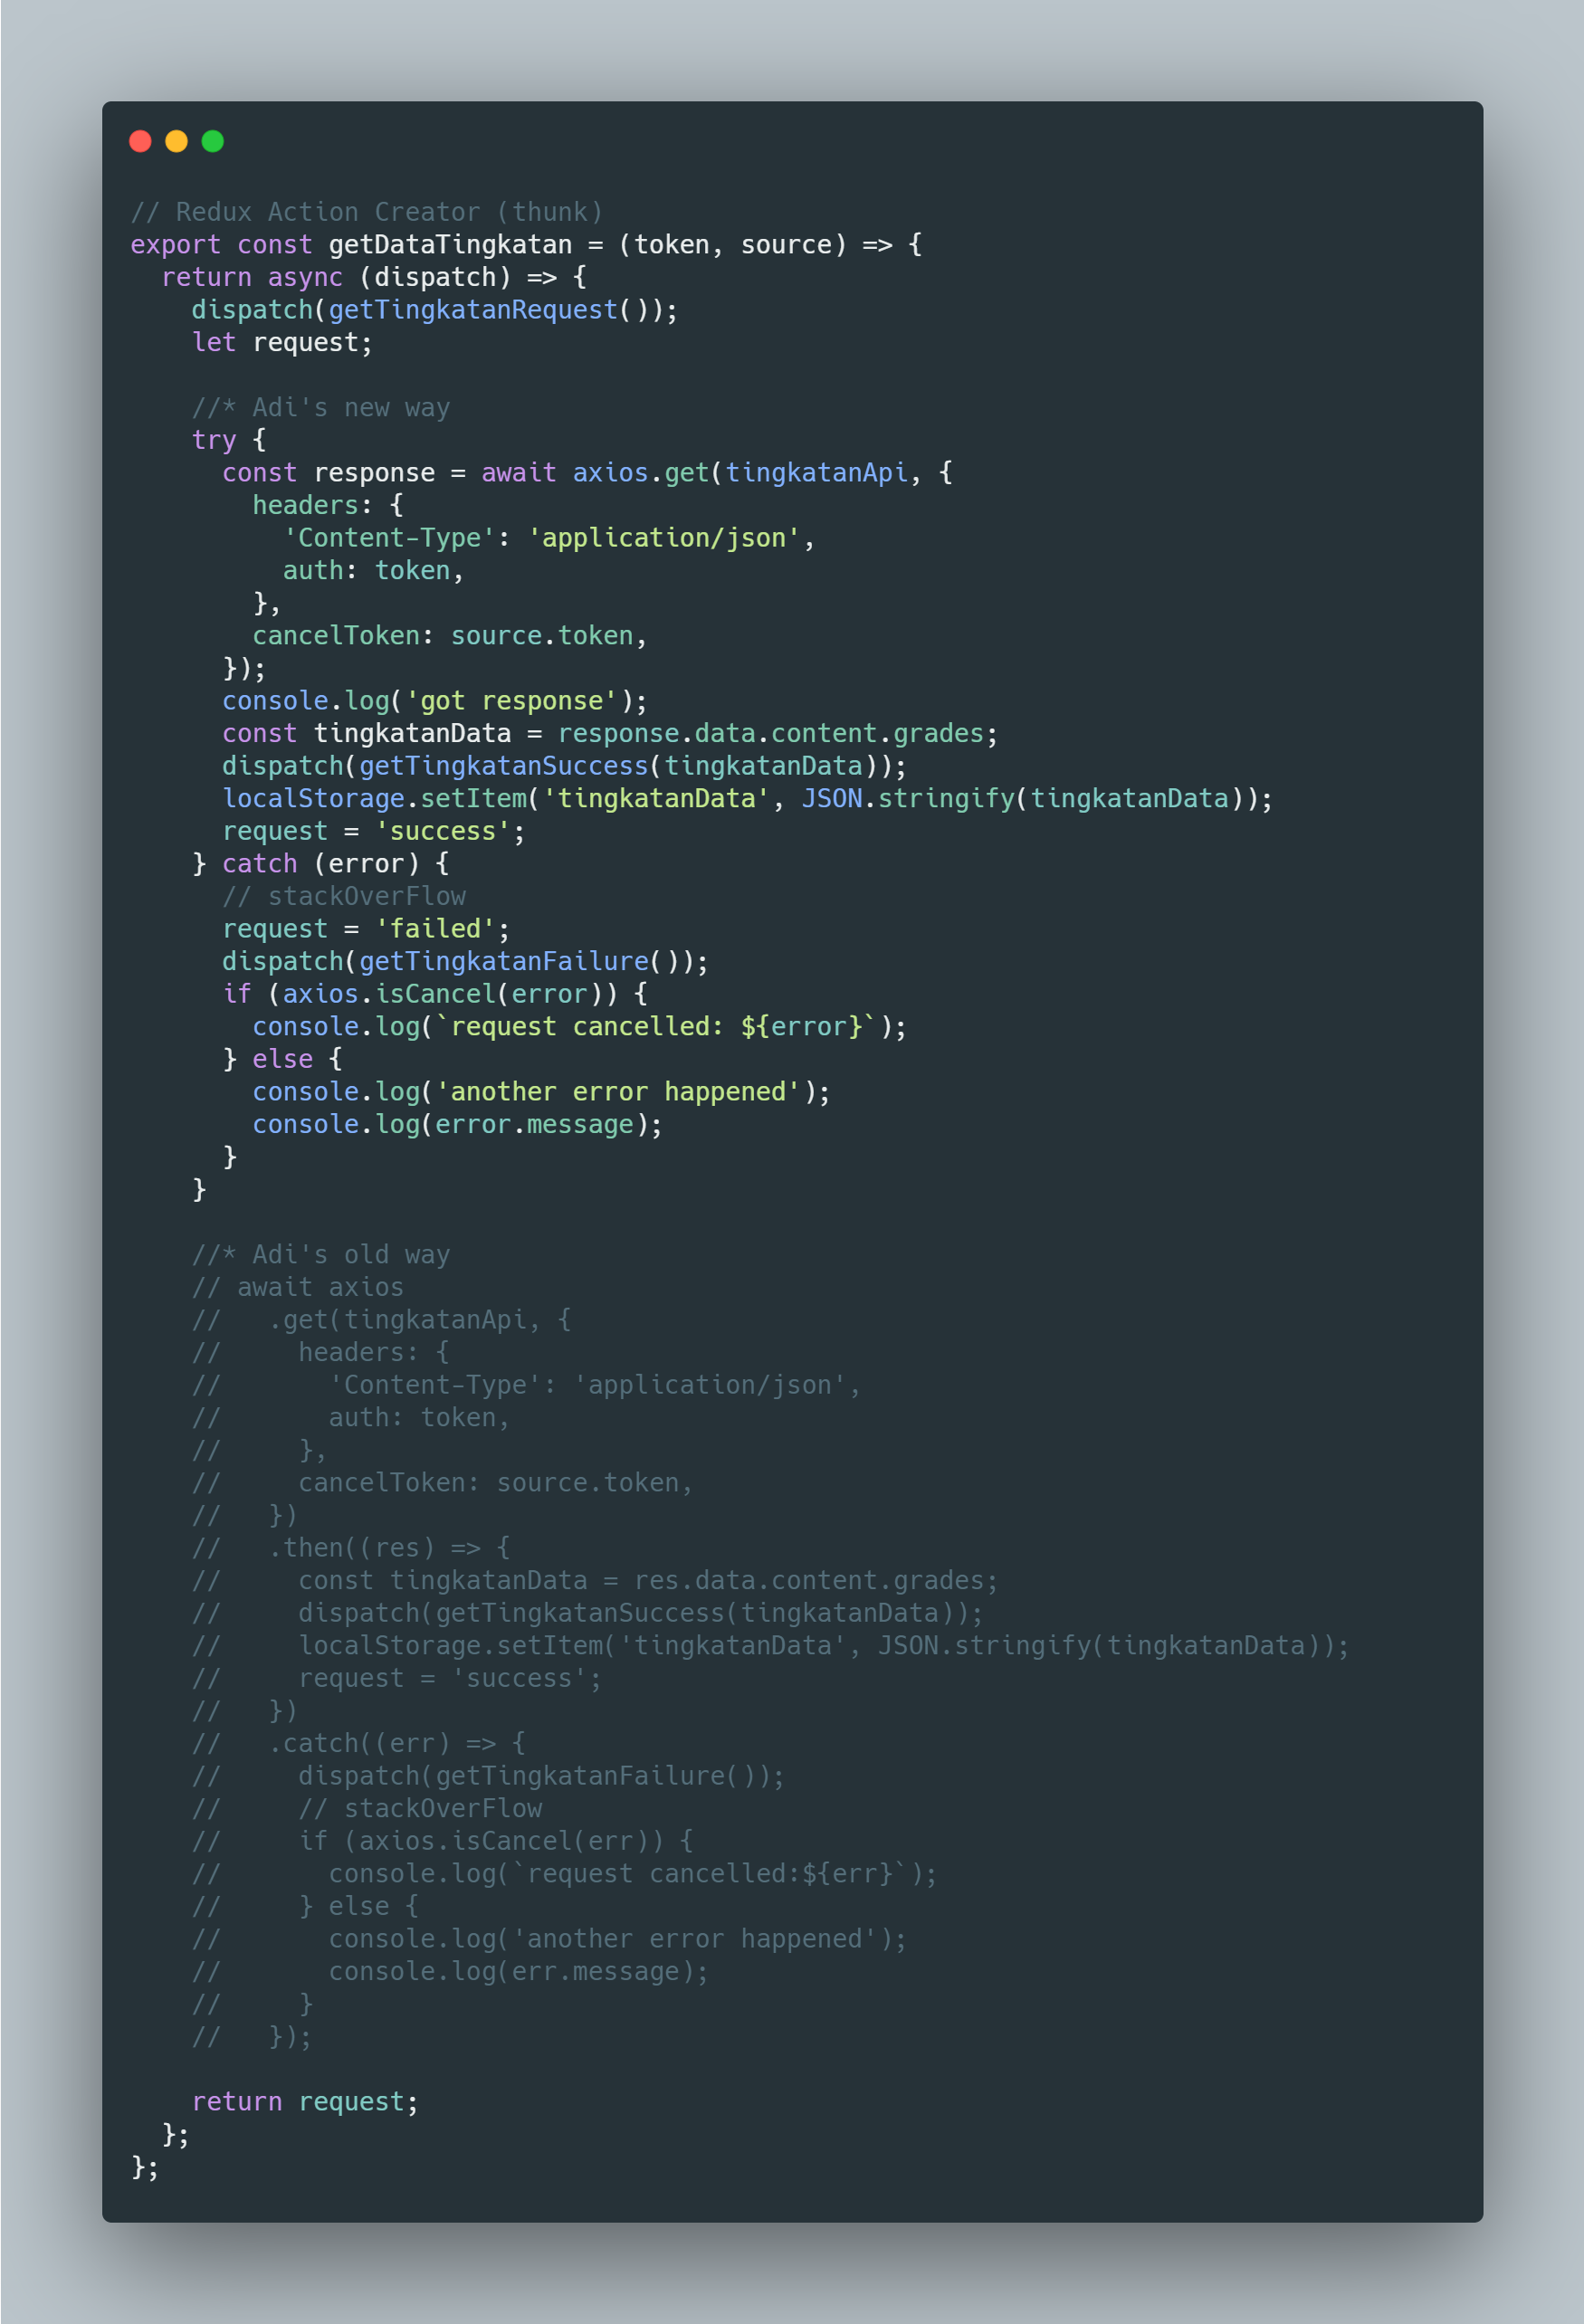 // Redux Action Creator (thunk)
export const getDataTingkatan = (token, source) => {
  return async (dispatch) => {
    dispatch(getTingkatanRequest());
    let request;

    //* Adi's new way
    try {
      const response = await axios.get(tingkatanApi, {
        headers: {
          'Content-Type': 'application/json',
          auth: token,
        },
        cancelToken: source.token,
      });
      console.log('got response');
      const tingkatanData = response.data.content.grades;
      dispatch(getTingkatanSuccess(tingkatanData));
      localStorage.setItem('tingkatanData', JSON.stringify(tingkatanData));
      request = 'success';
    } catch (error) {
      // stackOverFlow
      request = 'failed';
      dispatch(getTingkatanFailure());
      if (axios.isCancel(error)) {
        console.log(`request cancelled: ${error}`);
      } else {
        console.log('another error happened');
        console.log(error.message);
      }
    }

    //* Adi's old way
    // await axios
    //   .get(tingkatanApi, {
    //     headers: {
    //       'Content-Type': 'application/json',
    //       auth: token,
    //     },
    //     cancelToken: source.token,
    //   })
    //   .then((res) => {
    //     const tingkatanData = res.data.content.grades;
    //     dispatch(getTingkatanSuccess(tingkatanData));
    //     localStorage.setItem('tingkatanData', JSON.stringify(tingkatanData));
    //     request = 'success';
    //   })
    //   .catch((err) => {
    //     dispatch(getTingkatanFailure());
    //     // stackOverFlow
    //     if (axios.isCancel(err)) {
    //       console.log(`request cancelled:${err}`);
    //     } else {
    //       console.log('another error happened');
    //       console.log(err.message);
    //     }
    //   });

    return request;
  };
};